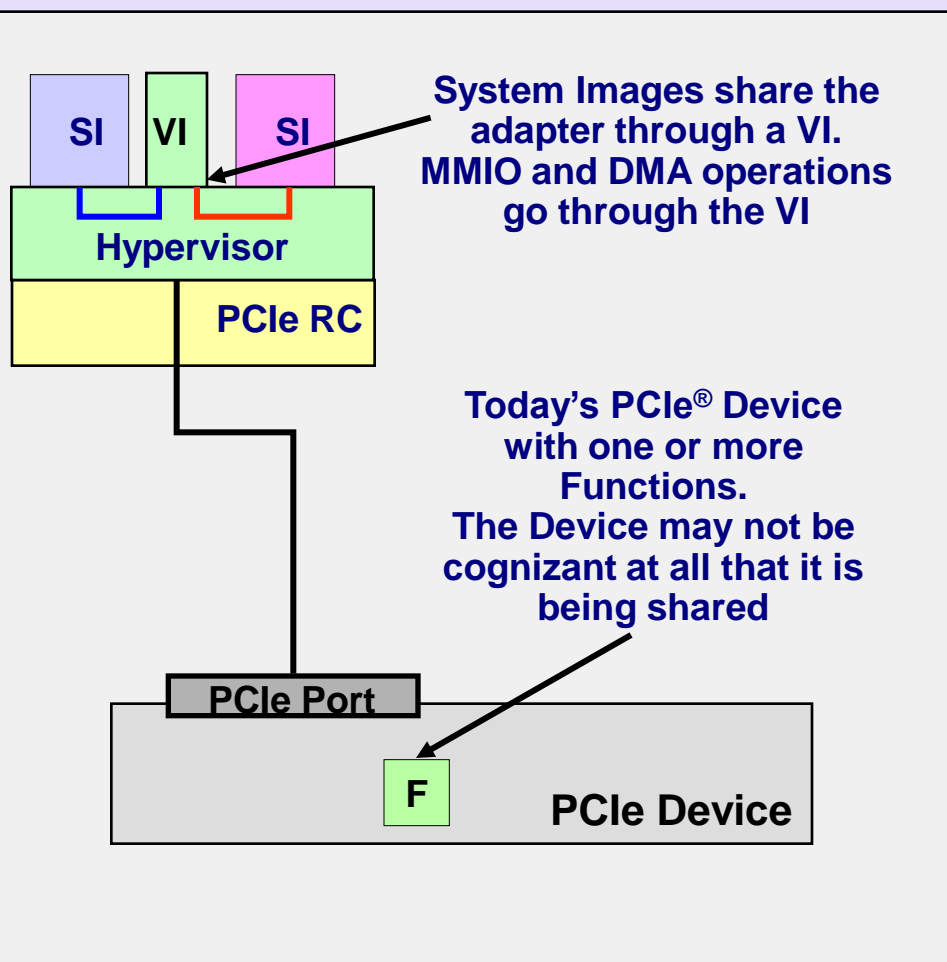 System Images share the
adapter through a VI.
MMIO and DMA operations
go through the VI
SI
VI
SI
Hypervisor
PCIe RC
Today's PCIe® Device
with one or more
Functions.
The Device may not be
cognizant at all that it is
being shared
PCIe Port
F
PCIe Device